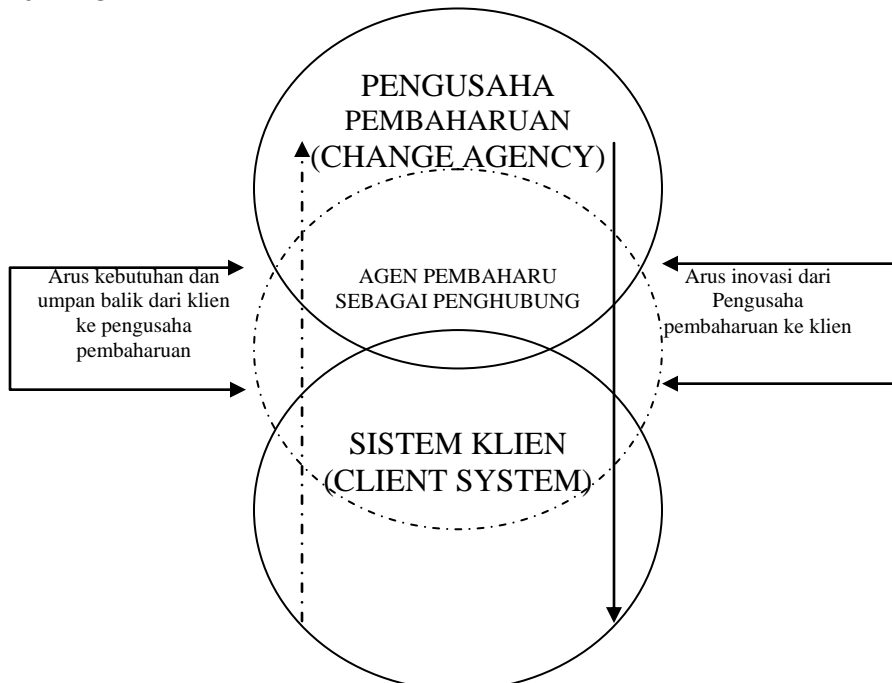 PENGUSAHA
PEMBAHARUAN
(CHANGE AGENCY)
Arus kebutuhan dan
umpan balik dari klien
ke pengusaha
pembaharuan
AGEN PEMBAHARU
SEBAGAI PENGHUBUNG
Arus inovasi dari
Pengusaha
pembaharuan ke klien
SISTEM KLIEN
(CLIENT SYSTEM)